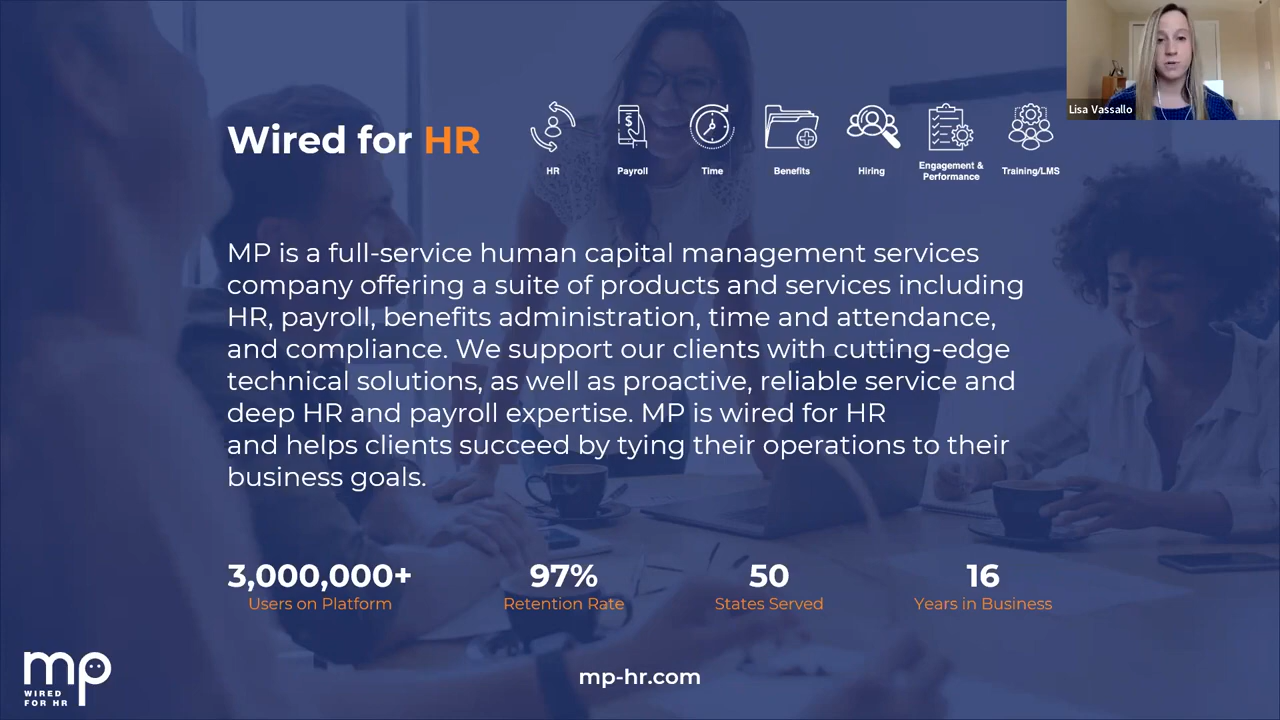 Lisa Vassallo
Wired for HR
HR
Payroll
Time
Benefits
Hiring
Engagement &
Performance
Training/LMS
MP is a full-service human capital management services
company offering a suite of products and services including
HR, payroll, benefits administration, time and attendance,
and compliance. We support our clients with cutting-edge
technical solutions, as well as proactive, reliable service and
deep HR and payroll expertise. MP is wired for HR
and helps clients succeed by tying their operations to their
business goals.
3,000,000+
Users on Platform
97%
Retention Rate
50
States Served
16
Years in Business
mp
WIRED
FOR HR
mp-hr.com